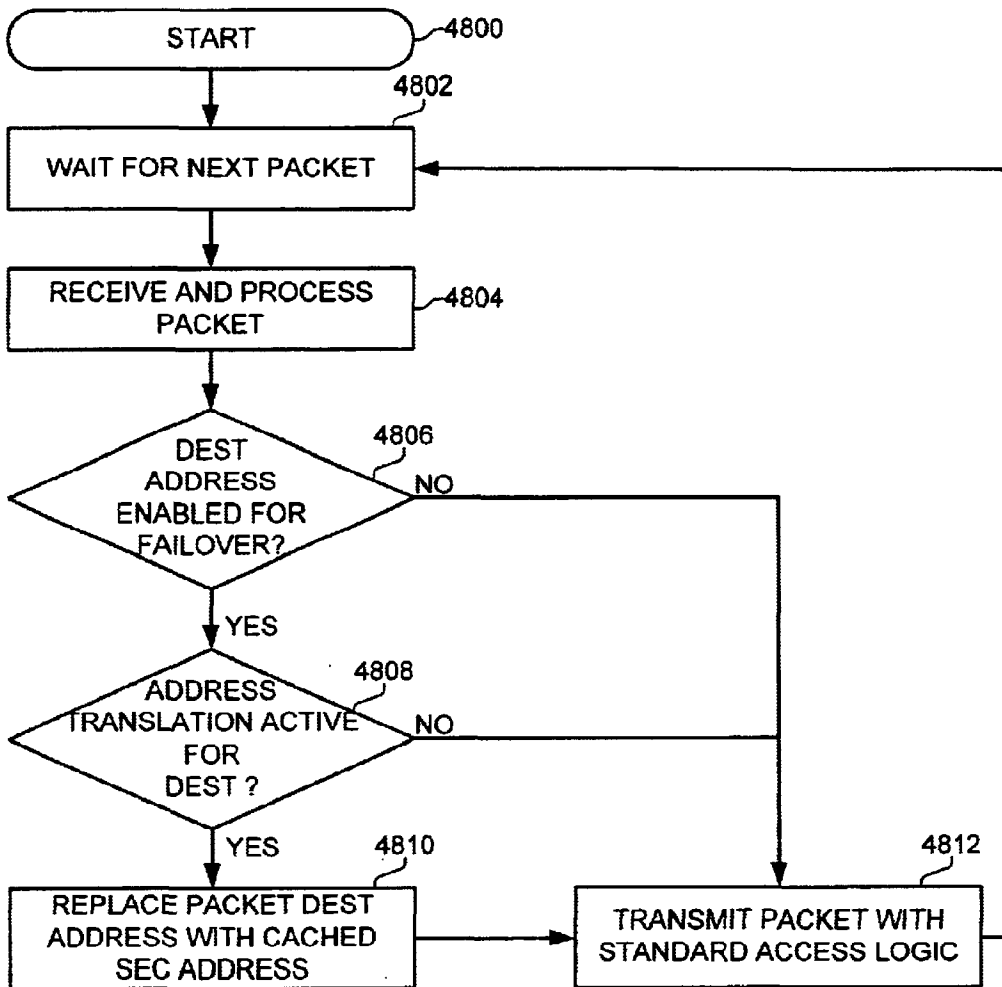 START
4800
4802
WAIT FOR NEXT PACKET
RECEIVE AND PROCESS
PACKET
4804
4806
DEST
ADDRESS
ENABLED FOR
FAILOVER?
NO
YES
4808
ADDRESS
TRANSLATION ACTIVE
FOR
DEST ?
NO
YES
4810
REPLACE PACKET DEST
ADDRESS WITH CACHED
SEC ADDRESS
4812
TRANSMIT PACKET WITH
STANDARD ACCESS LOGIC